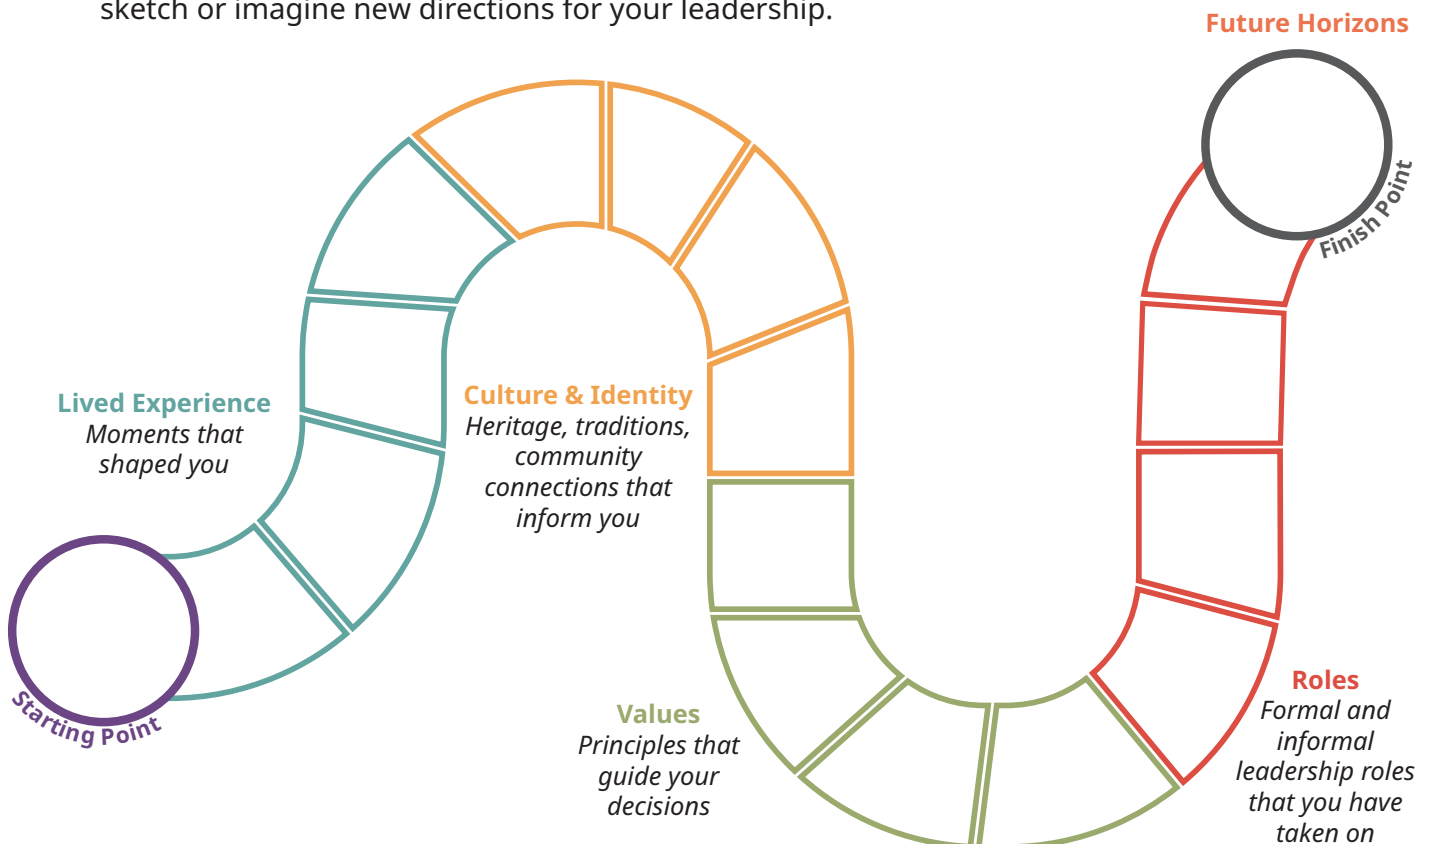 sketch or imagine new directions for your leadership.
Future Horizons
Finish Point
Lived Experience
Moments that
shaped you
Culture & Identity
Heritage, traditions,
community
connections that
inform you
Starting Point
Values
Principles that
guide your
decisions
Roles
Formal and
informal
leadership roles
that you have
taken on